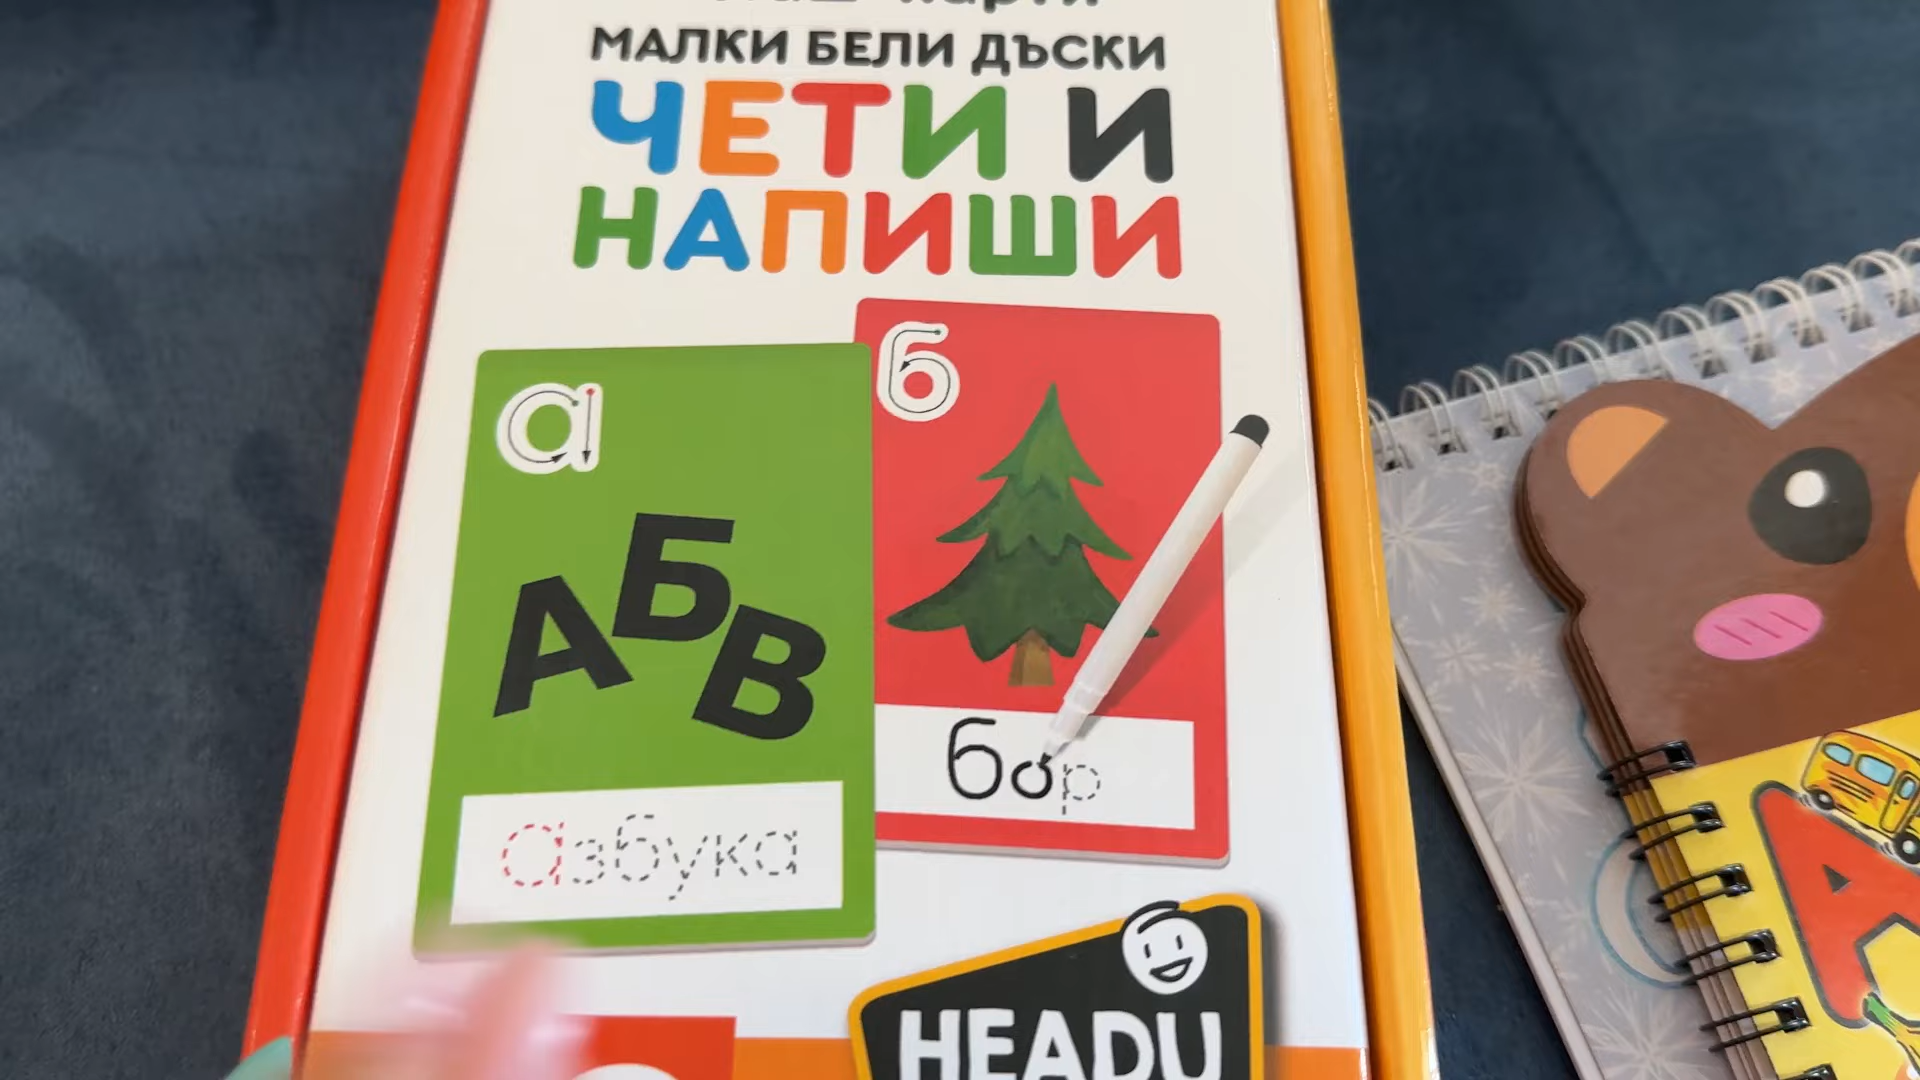 МАЛКИ БЕЛИ ДЪСКИ
ЧЕТИ И
НАПИШИ
а
б
АБВ
бор
азбука
HEADU
А